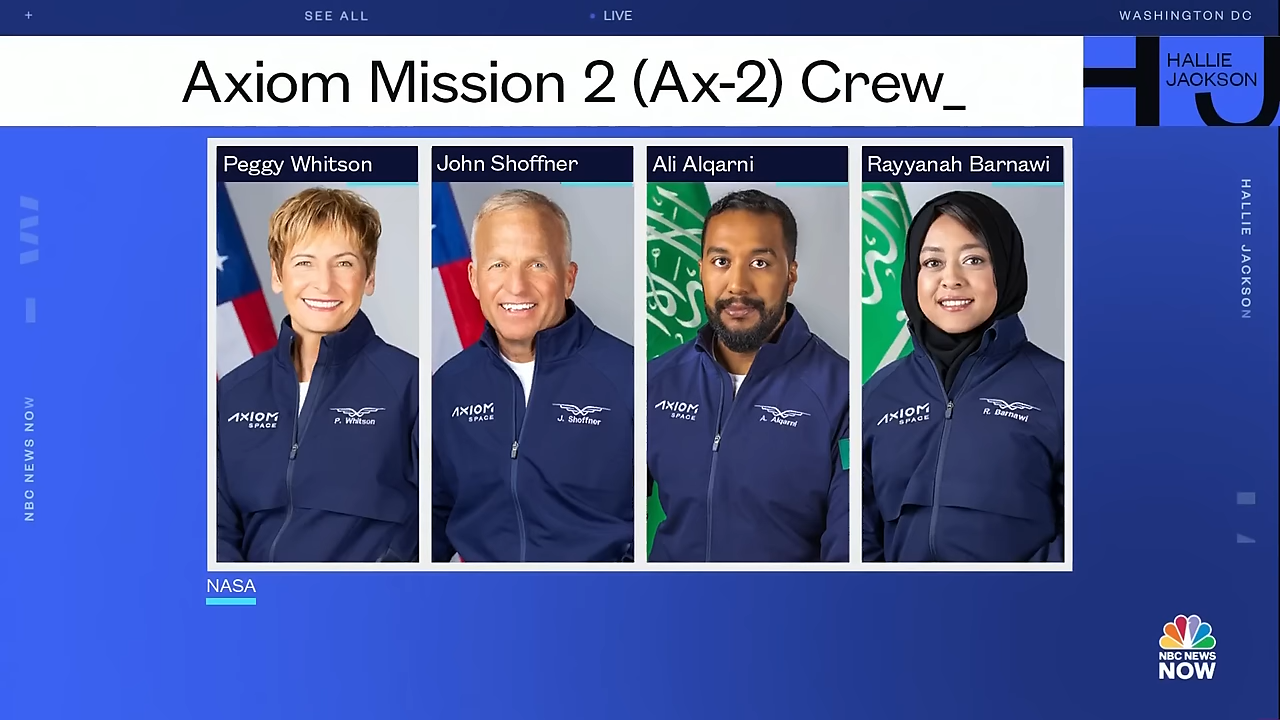 +
SEE ALL
LIVE
WASHINGTON DC
Axiom Mission 2 (Ax-2) Crew_
HALLIE
JACKSON
HJ
Peggy Whitson
John Shoffner
Ali Alqarni
Rayyanah Barnawi
AXIOM
SPACE
P. Whitson
AXIOM
SPACE
J. Shoffner
AXIOM
SPACE
A. Alqarni
AXIOM
SPACE
R. Barnawi
NASA
NBC NEWS NOW
HALLIE JACKSON
NBC NEWS
NOW